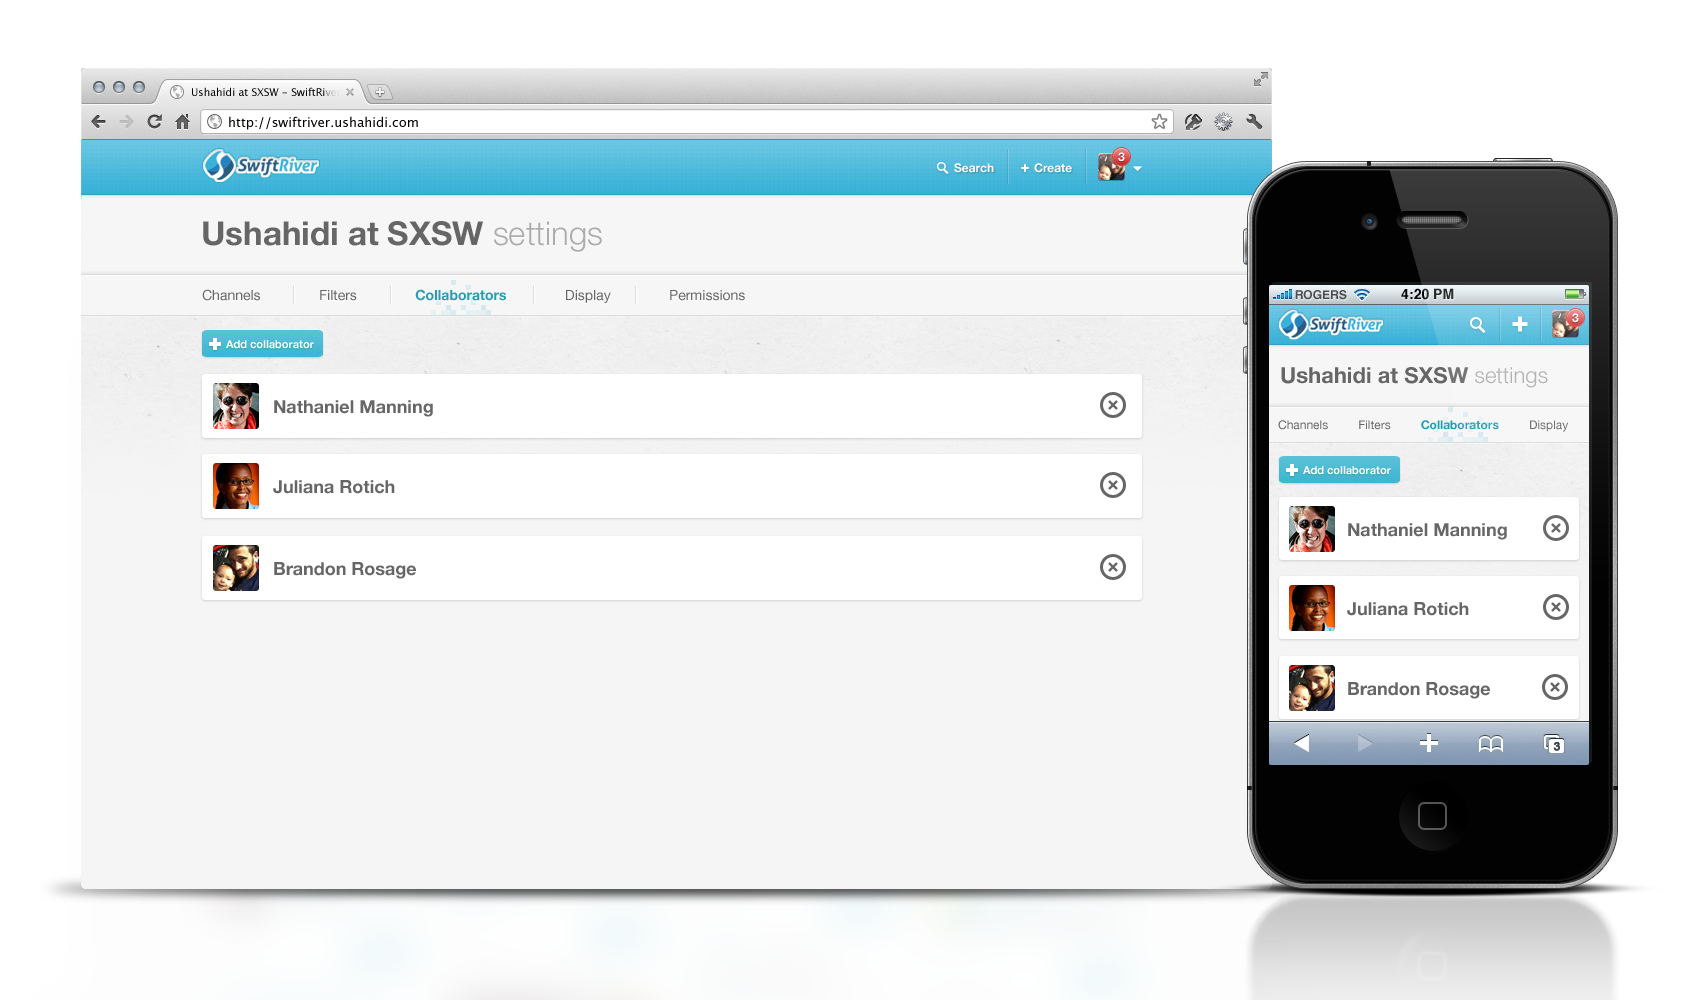 Ushahidi at SXSW – SwiftRive
http://swiftriver.ushahidi.com
SwiftRiver
Search
+ Create
3
Ushahidi at SXSW settings
Channels Filters Collaborators Display Permissions
+ Add collaborator
Nathaniel Manning
Juliana Rotich
Brandon Rosage
ROGERS 4:20 PM
SwiftRiver
3
Ushahidi at SXSW settings
Channels Filters Collaborators Display
+ Add collaborator
Nathaniel Manning
Juliana Rotich
Brandon Rosage
3